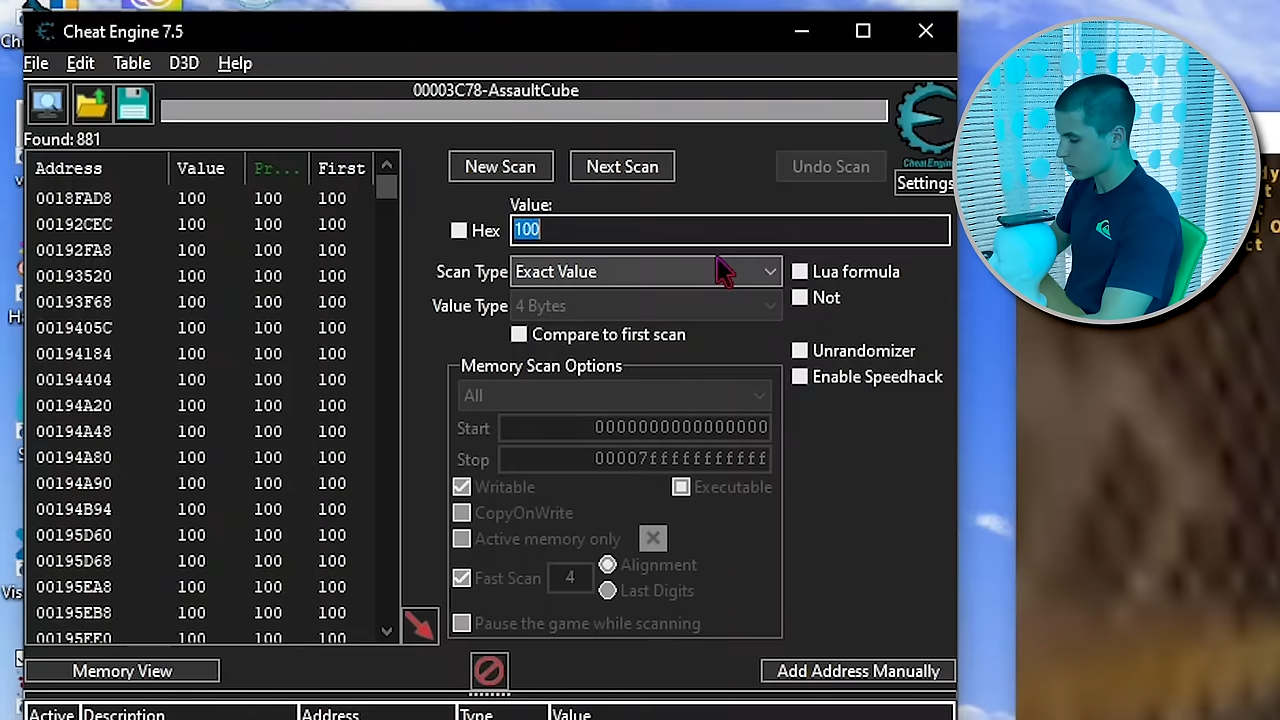 Cheat Engine 7.5
File Edit Table D3D Help
00003C78-AssaultCube
Found: 881
Cheat Engine
Settings
Address Value Pr... First
0018FAD8 100 100 100
00192CEC 100 100 100
00192FA8 100 100 100
00193520 100 100 100
00193F68 100 100 100
0019405C 100 100 100
00194184 100 100 100
00194404 100 100 100
00194A20 100 100 100
00194A48 100 100 100
00194A80 100 100 100
00194A90 100 100 100
00194B94 100 100 100
00195D60 100 100 100
00195D68 100 100 100
00195EA8 100 100 100
00195EB8 100 100 100
00195EE0 100 100 100
New Scan Next Scan Undo Scan
Value:
Hex 100
Scan Type Exact Value
Lua formula
Not
Value Type 4 Bytes
Compare to first scan
Unrandomizer
Enable Speedhack
Memory Scan Options
All
Start 0000000000000000
Stop 00007fffffffffff
Writable Executable
CopyOnWrite
Active memory only
Fast Scan 4 Alignment
Last Digits
Pause the game while scanning
Memory View
Add Address Manually
Active Description Address Type Value